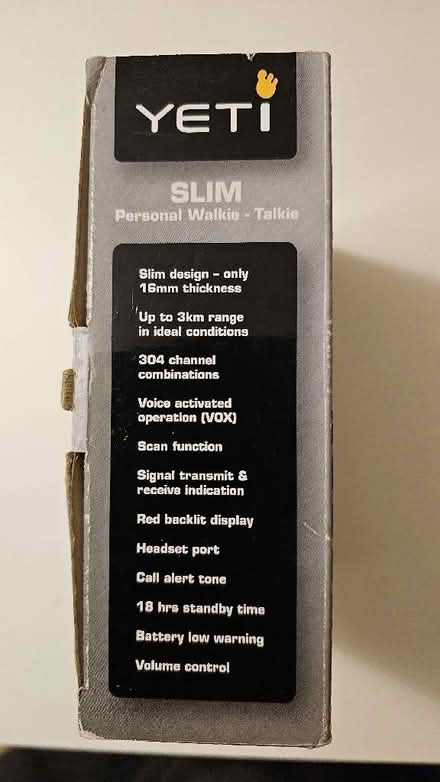 YETI
SLIM
Personal Walkie - Talkie
Slim design – only
16mm thickness
Up to 3km range
in ideal conditions
304 channel
combinations
Voice activated
operation (VOX)
Scan function
Signal transmit &
receive indication
Red backlit display
Headset port
Call alert tone
18 hrs standby time
Battery low warning
Volume control